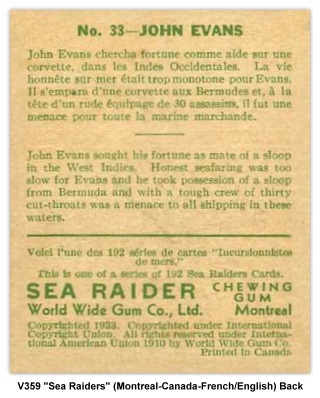 No. 33—JOHN EVANS
John Evans chercha fortune comme aide sur une
corvette, dans les Indes Occidentales. La vie
honnête sur mer était trop monotone pour Evans.
Il s'empara d'une corvette aux Bermudes et, à la
tête d'un rude équipage de 30 assassins, il fut une
menace pour toute la marine marchande.
John Evans sought his fortune as mate of a sloop
in the West Indies. Honest seafaring was too
slow for Evans and he took possession of a sloop
from Bermuda and with a tough crew of thirty
cut-throats was a menace to all shipping in these
waters.
Voici l'une des 192 séries de cartes "Incursionnistes
de mers."
This is one of a series of 192 Sea Raiders Cards.
SEA RAIDER CHEWING GUM
World Wide Gum Co., Ltd. Montreal
Copyrighted 1933. Copyrighted under International
Copyright Union. All rights reserved under Interna-
tional American Union 1910 by World Wide Gum Co.
Printed in Canada
V359 "Sea Raiders" (Montreal-Canada-French/English) Back